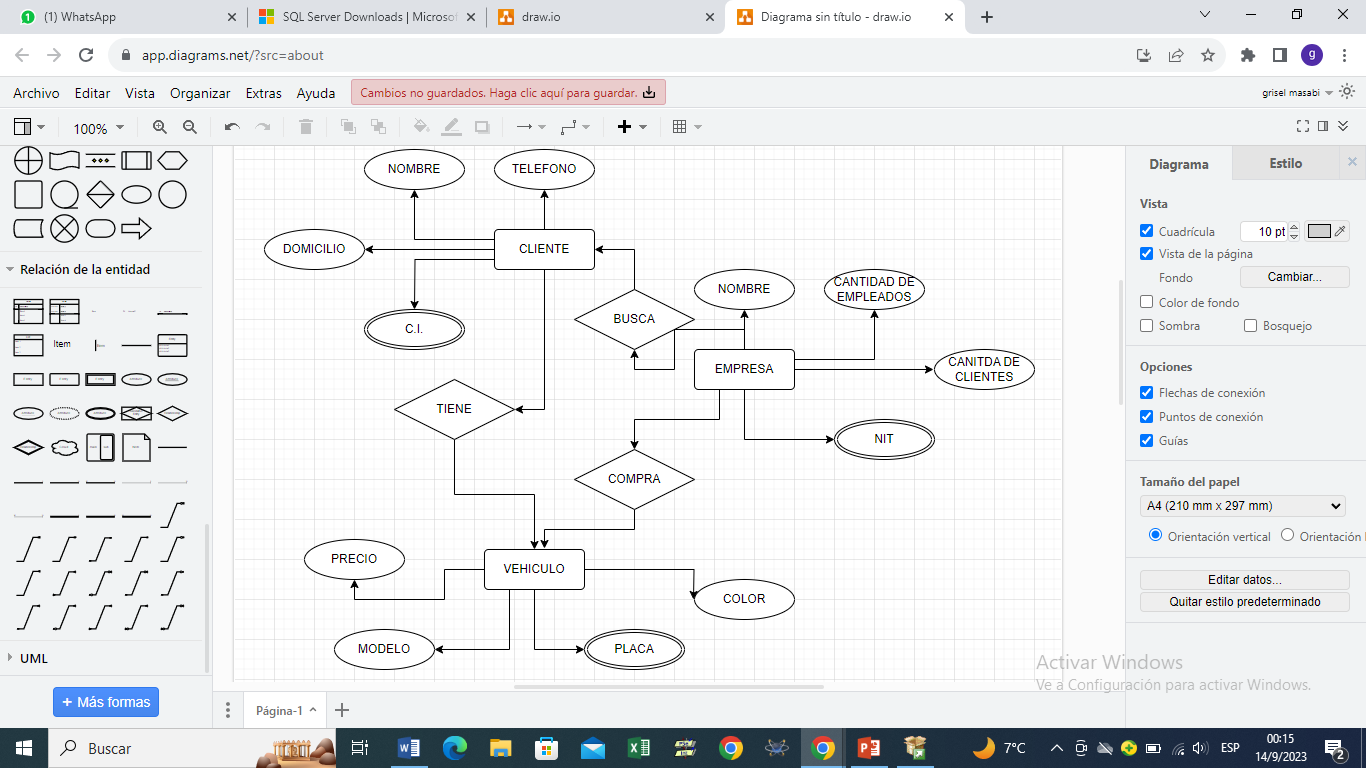 (1) WhatsApp
SQL Server Downloads | Microsof
draw.io
Diagrama sin título - draw.io
app.diagrams.net/?src=about
g
Archivo Editar Vista Organizar Extras Ayuda
Cambios no guardados. Haga clic aquí para guardar.
grisel masabi
100%
Relación de la entidad
Item
UML
+ Más formas
NOMBRE
TELEFONO
DOMICILIO
CLIENTE
C.I.
BUSCA
NOMBRE
CANTIDAD DE
EMPLEADOS
EMPRESA
CANITDA DE
CLIENTES
TIENE
NIT
COMPRA
PRECIO
VEHICULO
COLOR
MODELO
PLACA
Diagrama
Estilo
Vista
Cuadrícula
10 pt
Vista de la página
Fondo
Cambiar...
Color de fondo
Sombra
Bosquejo
Opciones
Flechas de conexión
Puntos de conexión
Guías
Tamaño del papel
A4 (210 mm x 297 mm)
Orientación vertical
Orientación
Editar datos...
Quitar estilo predeterminado
Activar Windows
Ve a Configuración para activar Windows.
Página-1
Buscar
7°C
ESP
00:15
14/9/2023
2